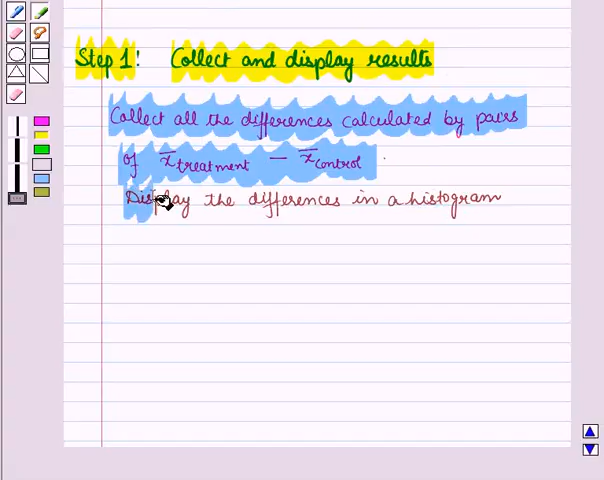 Step 1: Collect and display results
Collect all the differences calculated by pairs
of x̄ treatment – x̄ control.
Display the differences in a histogram